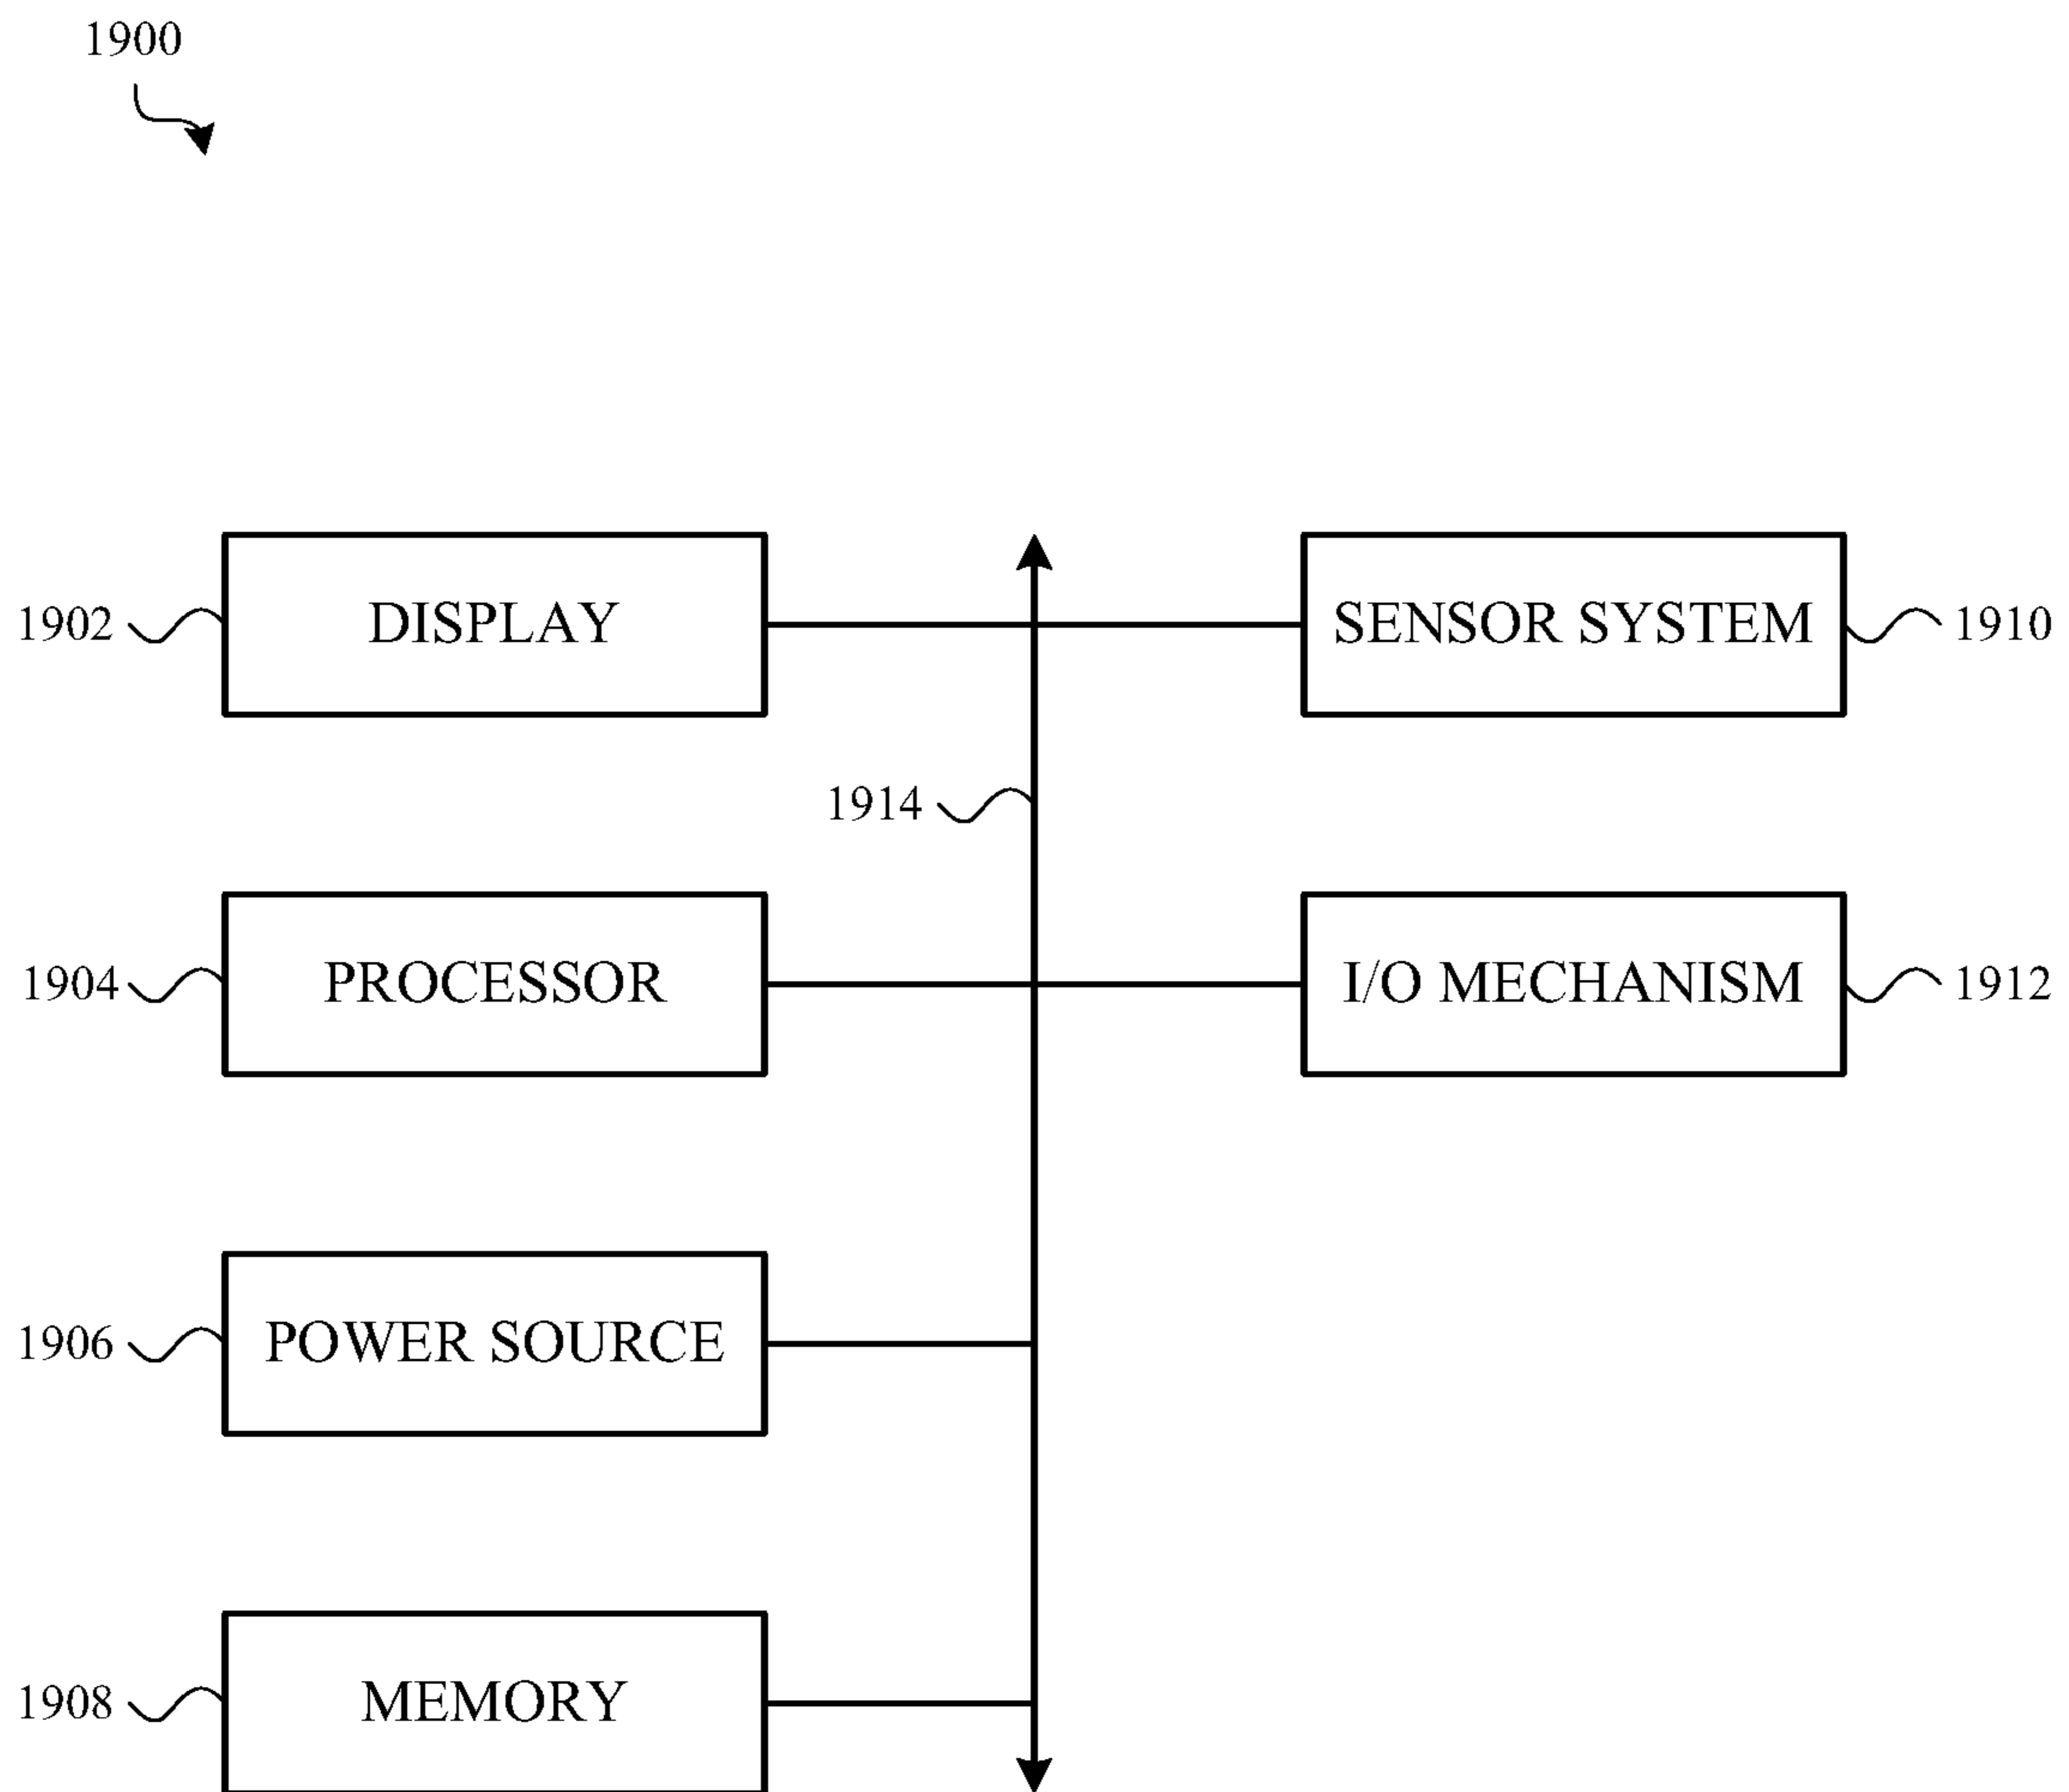 1900
1902 DISPLAY SENSOR SYSTEM 1910
1914
1904 PROCESSOR I/O MECHANISM 1912
1906 POWER SOURCE
1908 MEMORY